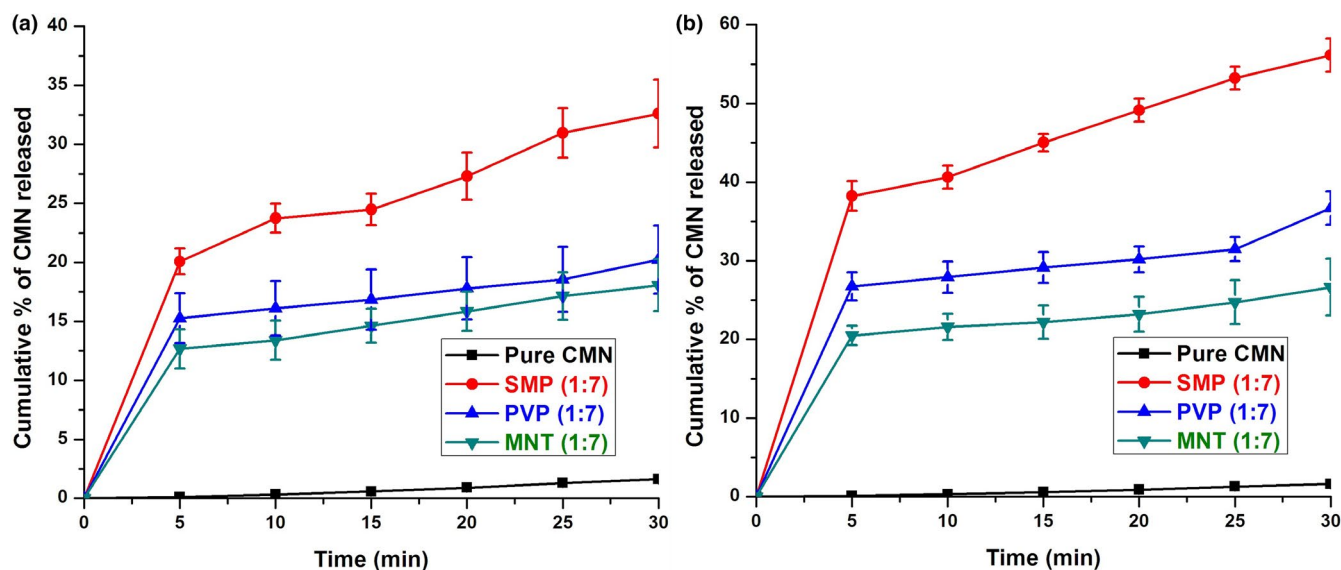 (a)
Cumulative % of CMN released
40
35
30
25
20
15
10
5
0
Pure CMN
SMP (1:7)
PVP (1:7)
MNT (1:7)
0 5 10 15 20 25 30
Time (min)
(b)
Cumulative % of CMN released
60
50
40
30
20
10
0
Pure CMN
SMP (1:7)
PVP (1:7)
MNT (1:7)
0 5 10 15 20 25 30
Time (min)